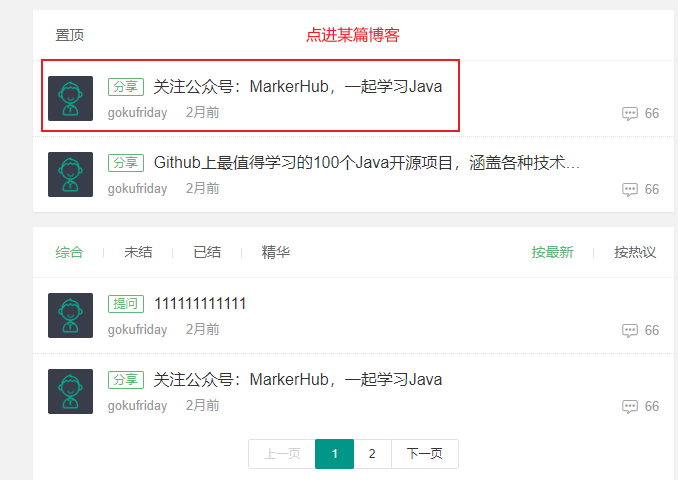 置顶 点进某篇博客
分享 关注公众号：MarkerHub，一起学习Java
gokufriday 2月前 66
分享 Github上最值得学习的100个Java开源项目，涵盖各种技术...
gokufriday 2月前 66
综合 未结 已结 精华 按最新 按热议
提问 111111111111
gokufriday 2月前 66
分享 关注公众号：MarkerHub，一起学习Java
gokufriday 2月前 66
上一页 1 2 下一页